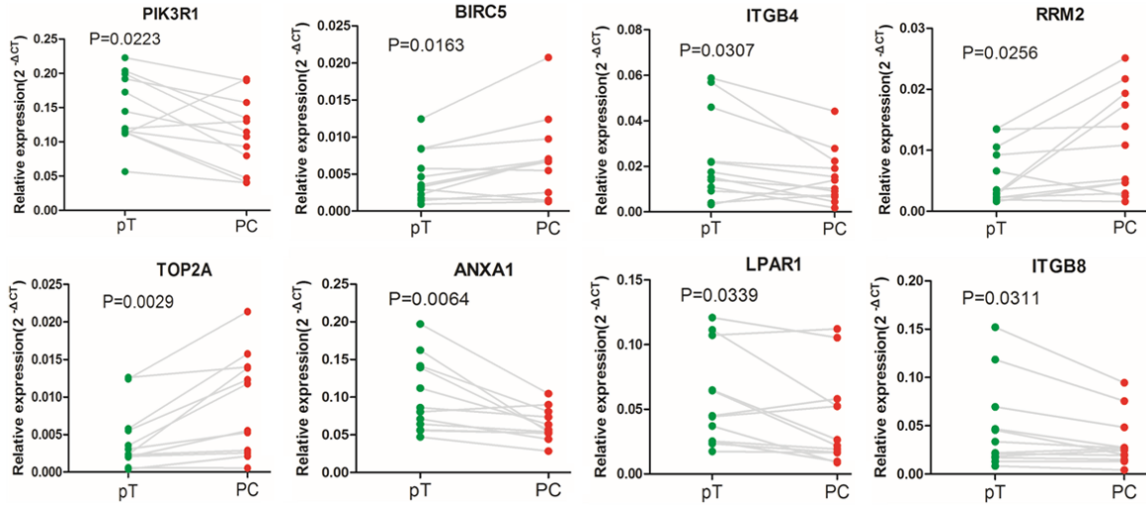 PIK3R1
Relative expression(2 -ΔCT)
P=0.0223
0.25
0.20
0.15
0.10
0.05
0.00
pT PC
BIRC5
Relative expression(2 -ΔCT)
P=0.0163
0.025
0.020
0.015
0.010
0.005
0.000
pT PC
ITGB4
Relative expression(2 -ΔCT)
P=0.0307
0.08
0.06
0.04
0.02
0.00
pT PC
RRM2
Relative expression(2 -ΔCT)
P=0.0256
0.03
0.02
0.01
0.00
pT PC
TOP2A
Relative expression(2 -ΔCT)
P=0.0029
0.025
0.020
0.015
0.010
0.005
0.000
pT PC
ANXA1
Relative expression(2 -ΔCT)
P=0.0064
0.25
0.20
0.15
0.10
0.05
0.00
pT PC
LPAR1
Relative expression(2 -ΔCT)
P=0.0339
0.15
0.10
0.05
0.00
pT PC
ITGB8
Relative expression(2 -ΔCT)
P=0.0311
0.20
0.15
0.10
0.05
0.00
pT PC